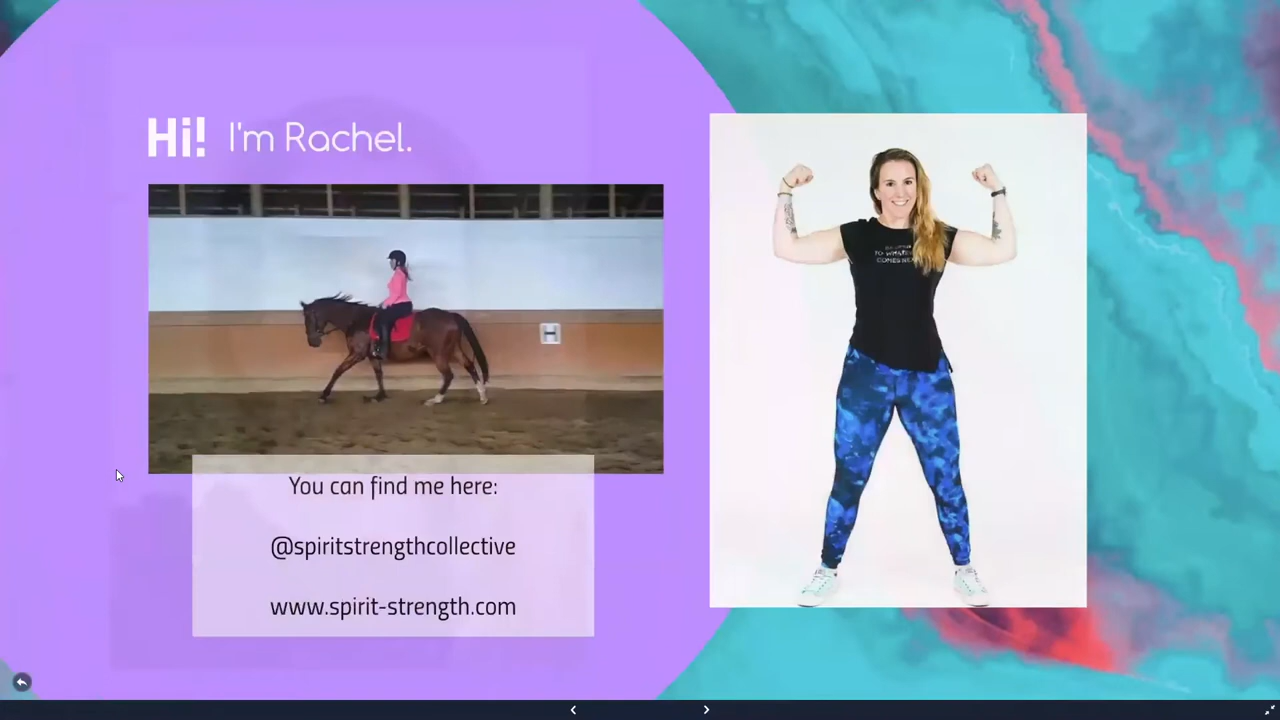 Hi! I'm Rachel.
You can find me here:
@spiritstrengthcollective
www.spirit-strength.com
H